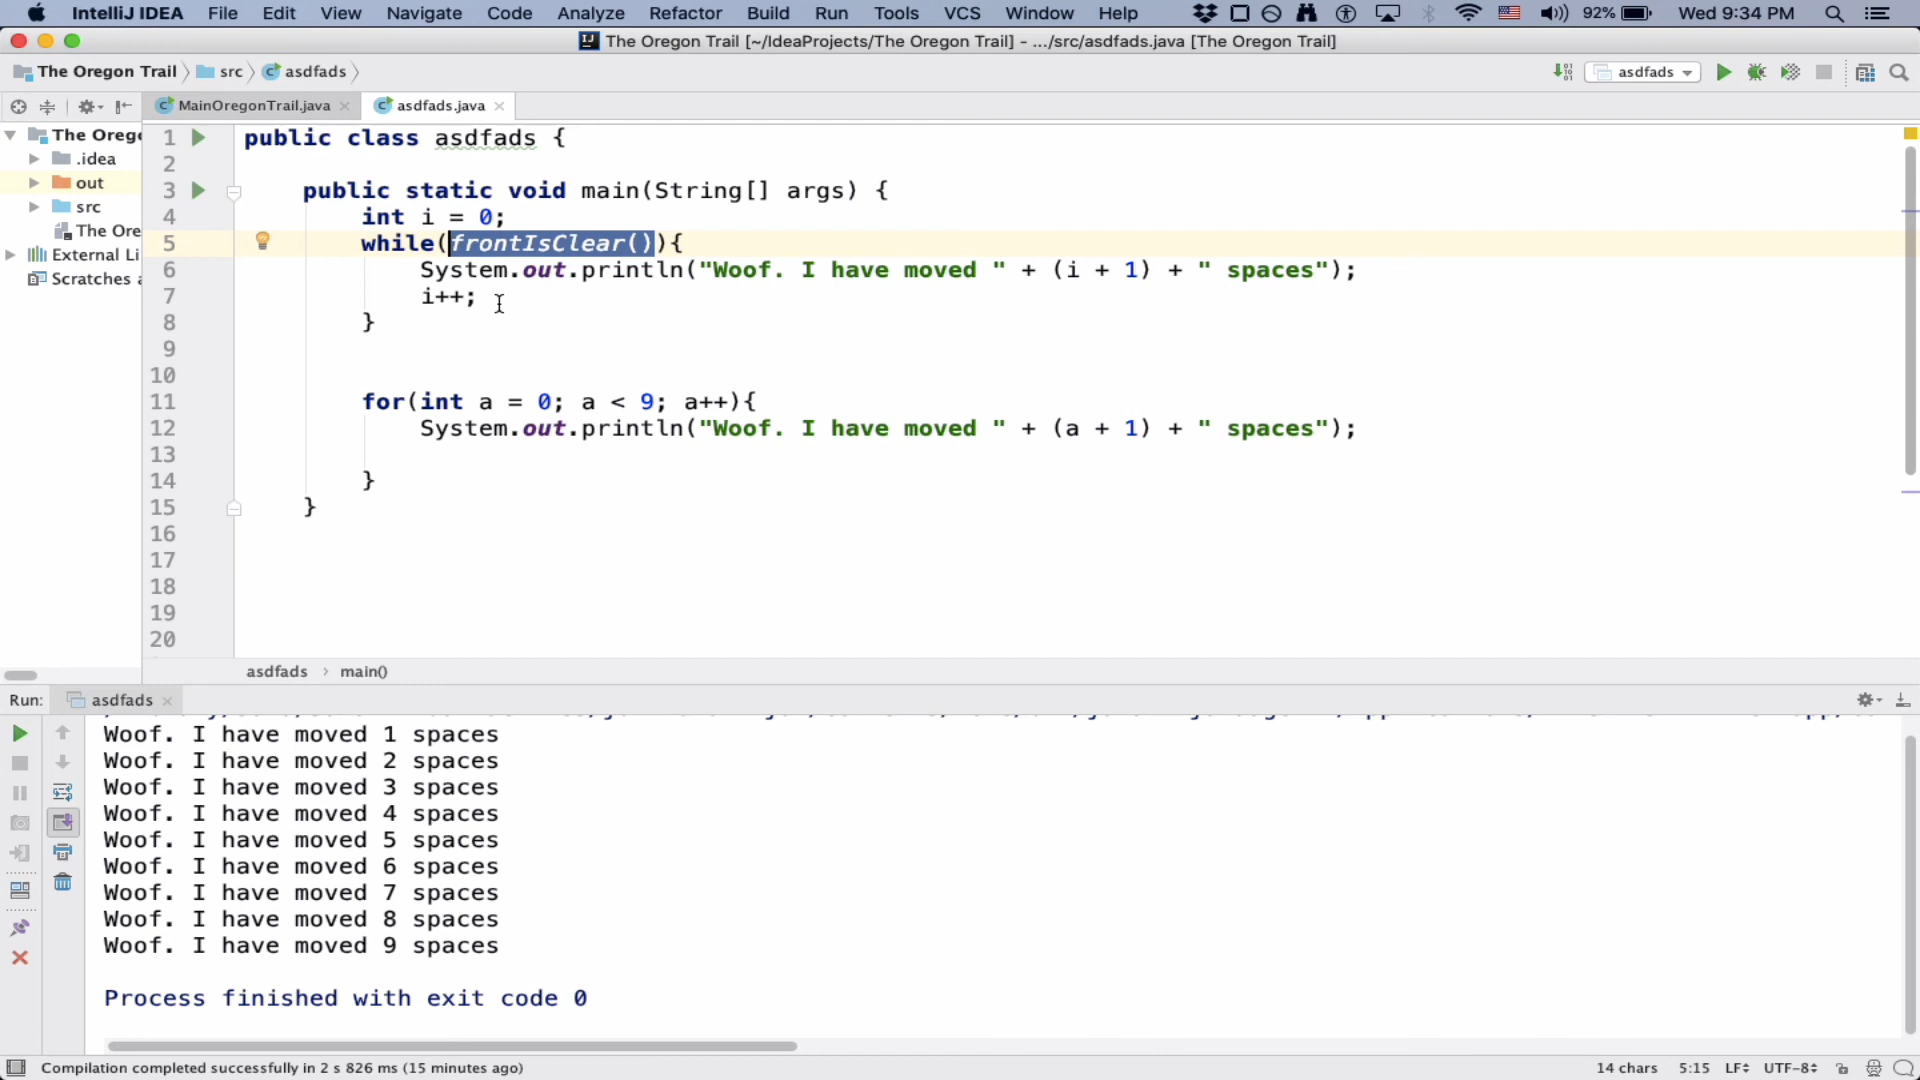 IntelliJ IDEA File Edit View Navigate Code Analyze Refactor Build Run Tools VCS Window Help 92% Wed 9:34 PM
The Oregon Trail [~/IdeaProjects/The Oregon Trail] - .../src/asdfads.java [The Oregon Trail]
The Oregon Trail src asdfads asdfads
MainOregonTrail.java asdfads.java
The Orego
.idea
out
src
The Ore
External Li
Scratches a
1 public class asdfads {
2
3 public static void main(String[] args) {
4 int i = 0;
5 while(frontIsClear()){
6 System.out.println("Woof. I have moved " + (i + 1) + " spaces");
7 i++;
8 }
9
10
11 for(int a = 0; a < 9; a++){
12 System.out.println("Woof. I have moved " + (a + 1) + " spaces");
13
14 }
15 }
16
17
18
19
20
asdfads › main()
Run: asdfads
Woof. I have moved 1 spaces
Woof. I have moved 2 spaces
Woof. I have moved 3 spaces
Woof. I have moved 4 spaces
Woof. I have moved 5 spaces
Woof. I have moved 6 spaces
Woof. I have moved 7 spaces
Woof. I have moved 8 spaces
Woof. I have moved 9 spaces
Process finished with exit code 0
Compilation completed successfully in 2 s 826 ms (15 minutes ago) 14 chars 5:15 LF UTF-8